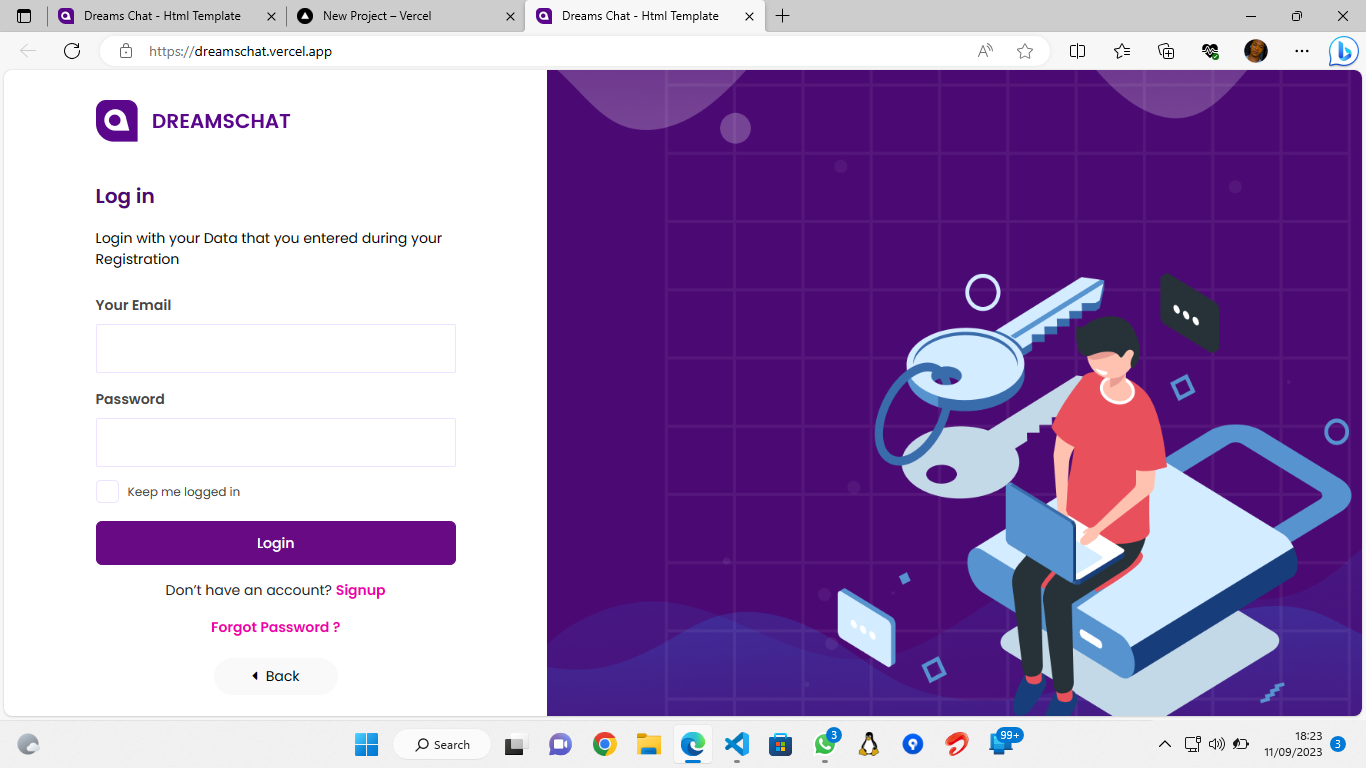 Dreams Chat - Html Template
New Project – Vercel
Dreams Chat - Html Template
https://dreamschat.vercel.app
DREAMSCHAT
Log in
Login with your Data that you entered during your
Registration
Your Email
Password
Keep me logged in
Login
Don’t have an account? Signup
Forgot Password ?
Back
Search
3
99+
18:23
11/09/2023
3